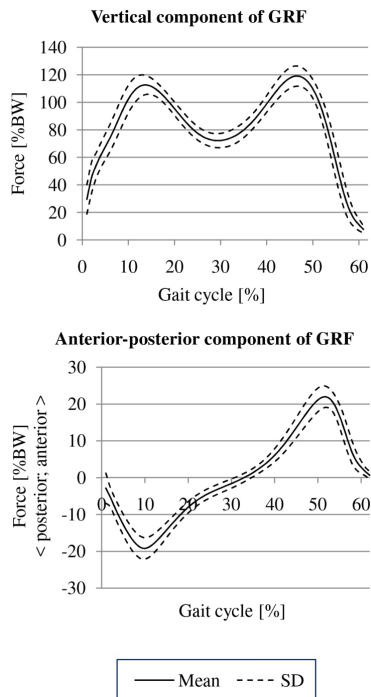 Vertical component of GRF
140
120
100
80
60
40
20
0
Force [%BW]
0 10 20 30 40 50 60
Gait cycle [%]
Anterior-posterior component of GRF
30
20
10
0
-10
-20
-30
Force [%BW]
< posterior; anterior >
0 10 20 30 40 50 60
Gait cycle [%]
Mean SD